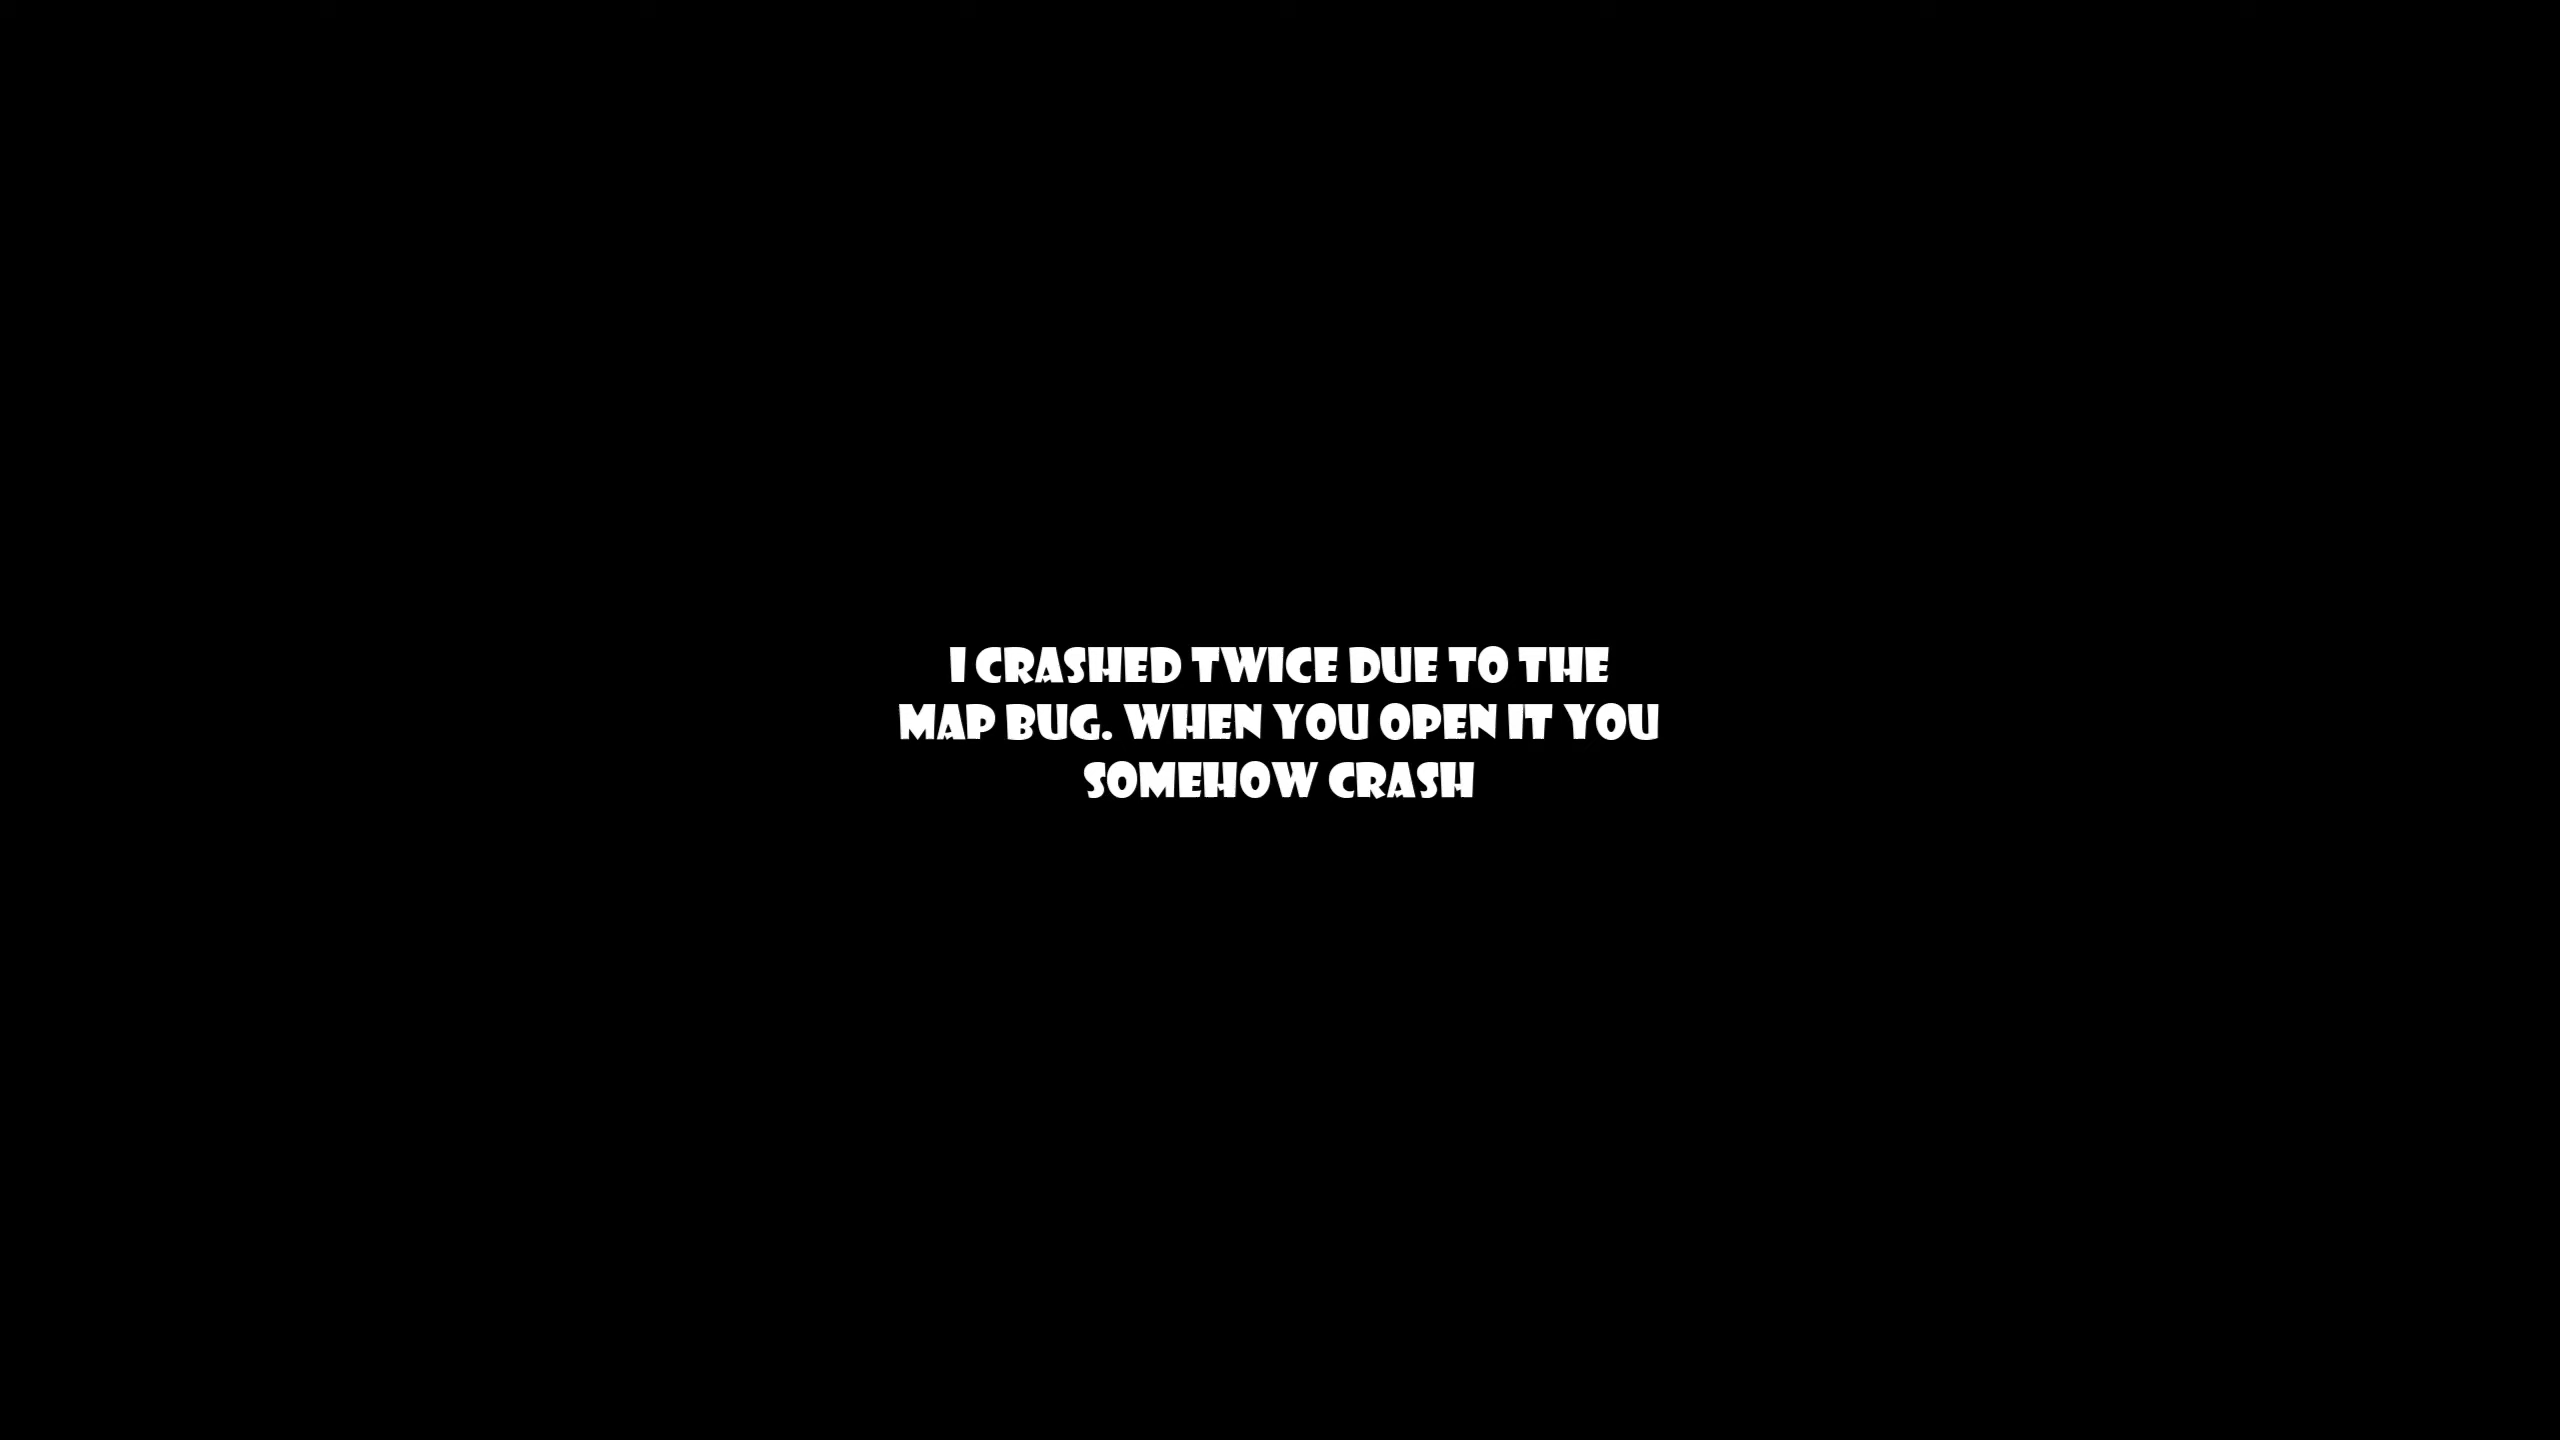 I CRASHED TWICE DUE TO THE
MAP BUG. WHEN YOU OPEN IT YOU
SOMEHOW CRASH